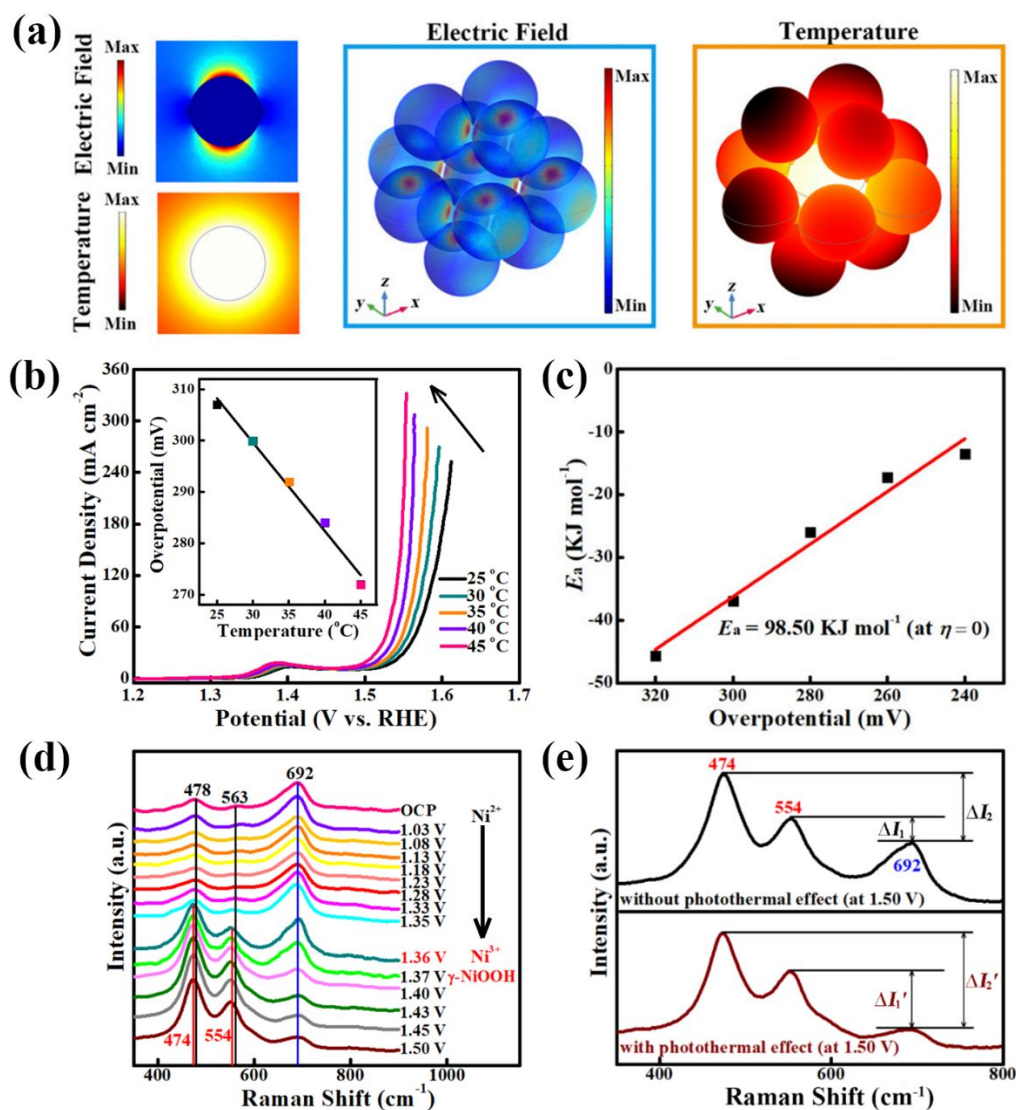 (a)
Electric Field
Max
Min
Temperature
Max
Min
Electric Field
Max
Min
z
y
x
Temperature
Max
Min
z
y
x
(b)
Current Density (mA cm-2)
360
300
240
180
120
60
0
1.2 1.3 1.4 1.5 1.6 1.7
Potential (V vs. RHE)
Overpotential (mV)
310
300
290
280
270
25 30 35 40 45
Temperature (oC)
25 oC
30 oC
35 oC
40 oC
45 oC
(c)
Ea (KJ mol-1)
0
-10
-20
-30
-40
-50
320 300 280 260 240
Overpotential (mV)
Ea = 98.50 KJ mol-1 (at η = 0)
(d)
Intensity (a.u.)
478
563
692
OCP
1.03 V
1.08 V
1.13 V
1.18 V
1.23 V
1.28 V
1.33 V
1.35 V
1.36 V
1.37 V
1.40 V
1.43 V
1.45 V
1.50 V
Ni2+
Ni3+
γ-NiOOH
474
554
400 600 800 1000
Raman Shift (cm-1)
(e)
Intensity (a.u.)
474
554
692
ΔI1
ΔI2
without photothermal effect (at 1.50 V)
ΔI1′
ΔI2′
with photothermal effect (at 1.50 V)
400 600 800
Raman Shift (cm-1)